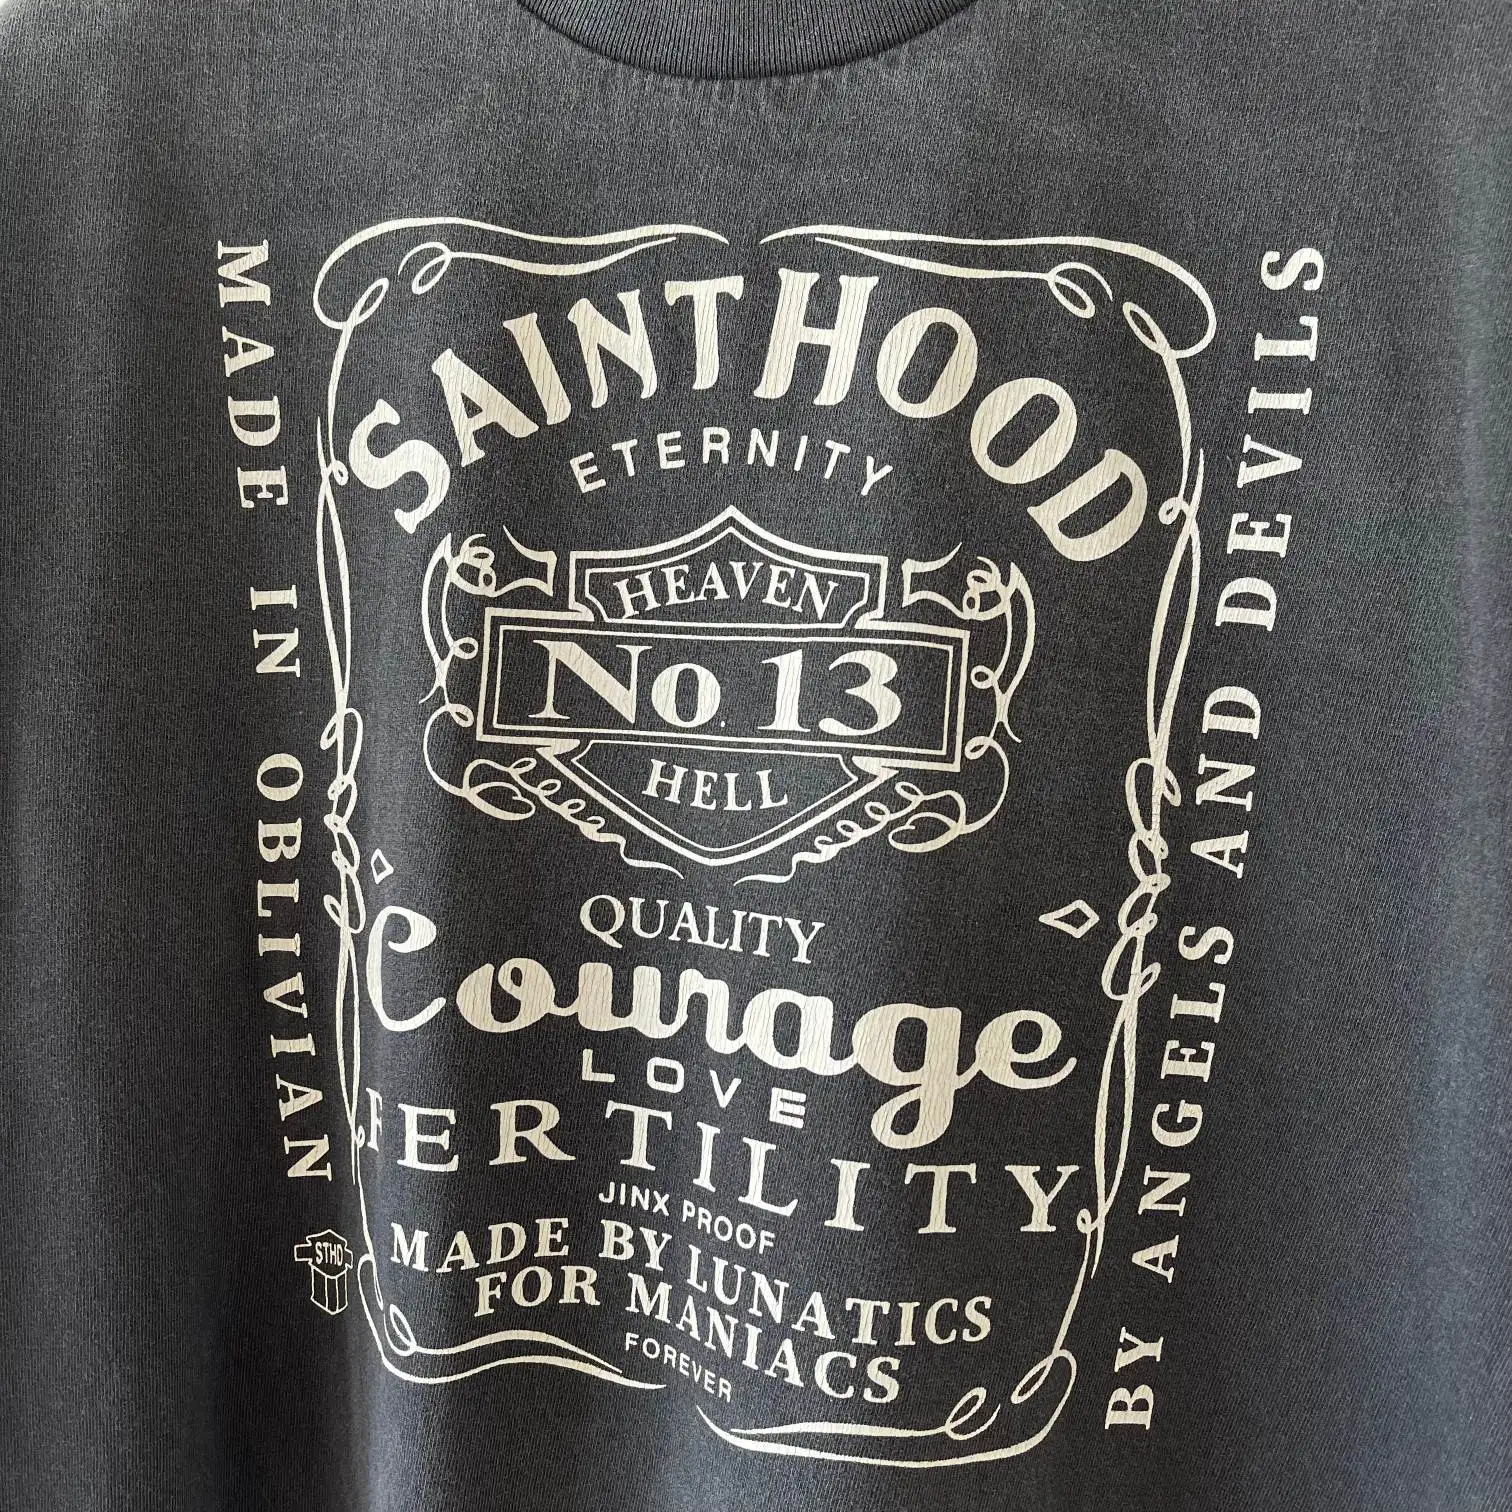 SAINTHOOD
ETERNITY
HEAVEN
No. 13
HELL
QUALITY
Courage
LOVE
FERTILITY
JINX PROOF
MADE BY LUNATICS
FOR MANIACS
FOREVER
MADE IN OBLIVIAN
BY ANGELS AND DEVILS
STHD